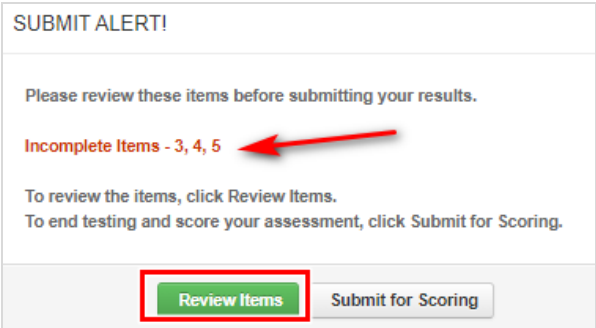 SUBMIT ALERT!
Please review these items before submitting your results.
Incomplete Items - 3, 4, 5
To review the items, click Review Items.
To end testing and score your assessment, click Submit for Scoring.
Review Items Submit for Scoring